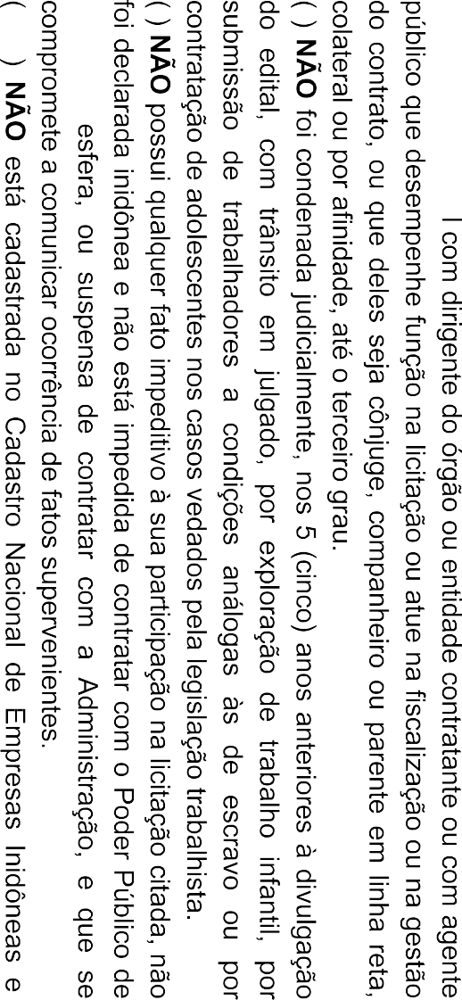 l com dirigente do órgão ou entidade contratante ou com agente
público que desempenhe função na licitação ou atue na fiscalização ou na gestão
do contrato, ou que deles seja cônjuge, companheiro ou parente em linha reta,
colateral ou por afinidade, até o terceiro grau.
( ) NÃO foi condenada judicialmente, nos 5 (cinco) anos anteriores à divulgação
do edital, com trânsito em julgado, por exploração de trabalho infantil, por
submissão de trabalhadores a condições análogas às de escravo ou por
contratação de adolescentes nos casos vedados pela legislação trabalhista.
( ) NÃO possui qualquer fato impeditivo à sua participação na licitação citada, não
foi declarada inidônea e não está impedida de contratar com o Poder Público de
esfera, ou suspensa de contratar com a Administração, e que se
compromete a comunicar ocorrência de fatos supervenientes.
( ) NÃO está cadastrada no Cadastro Nacional de Empresas Inidôneas e